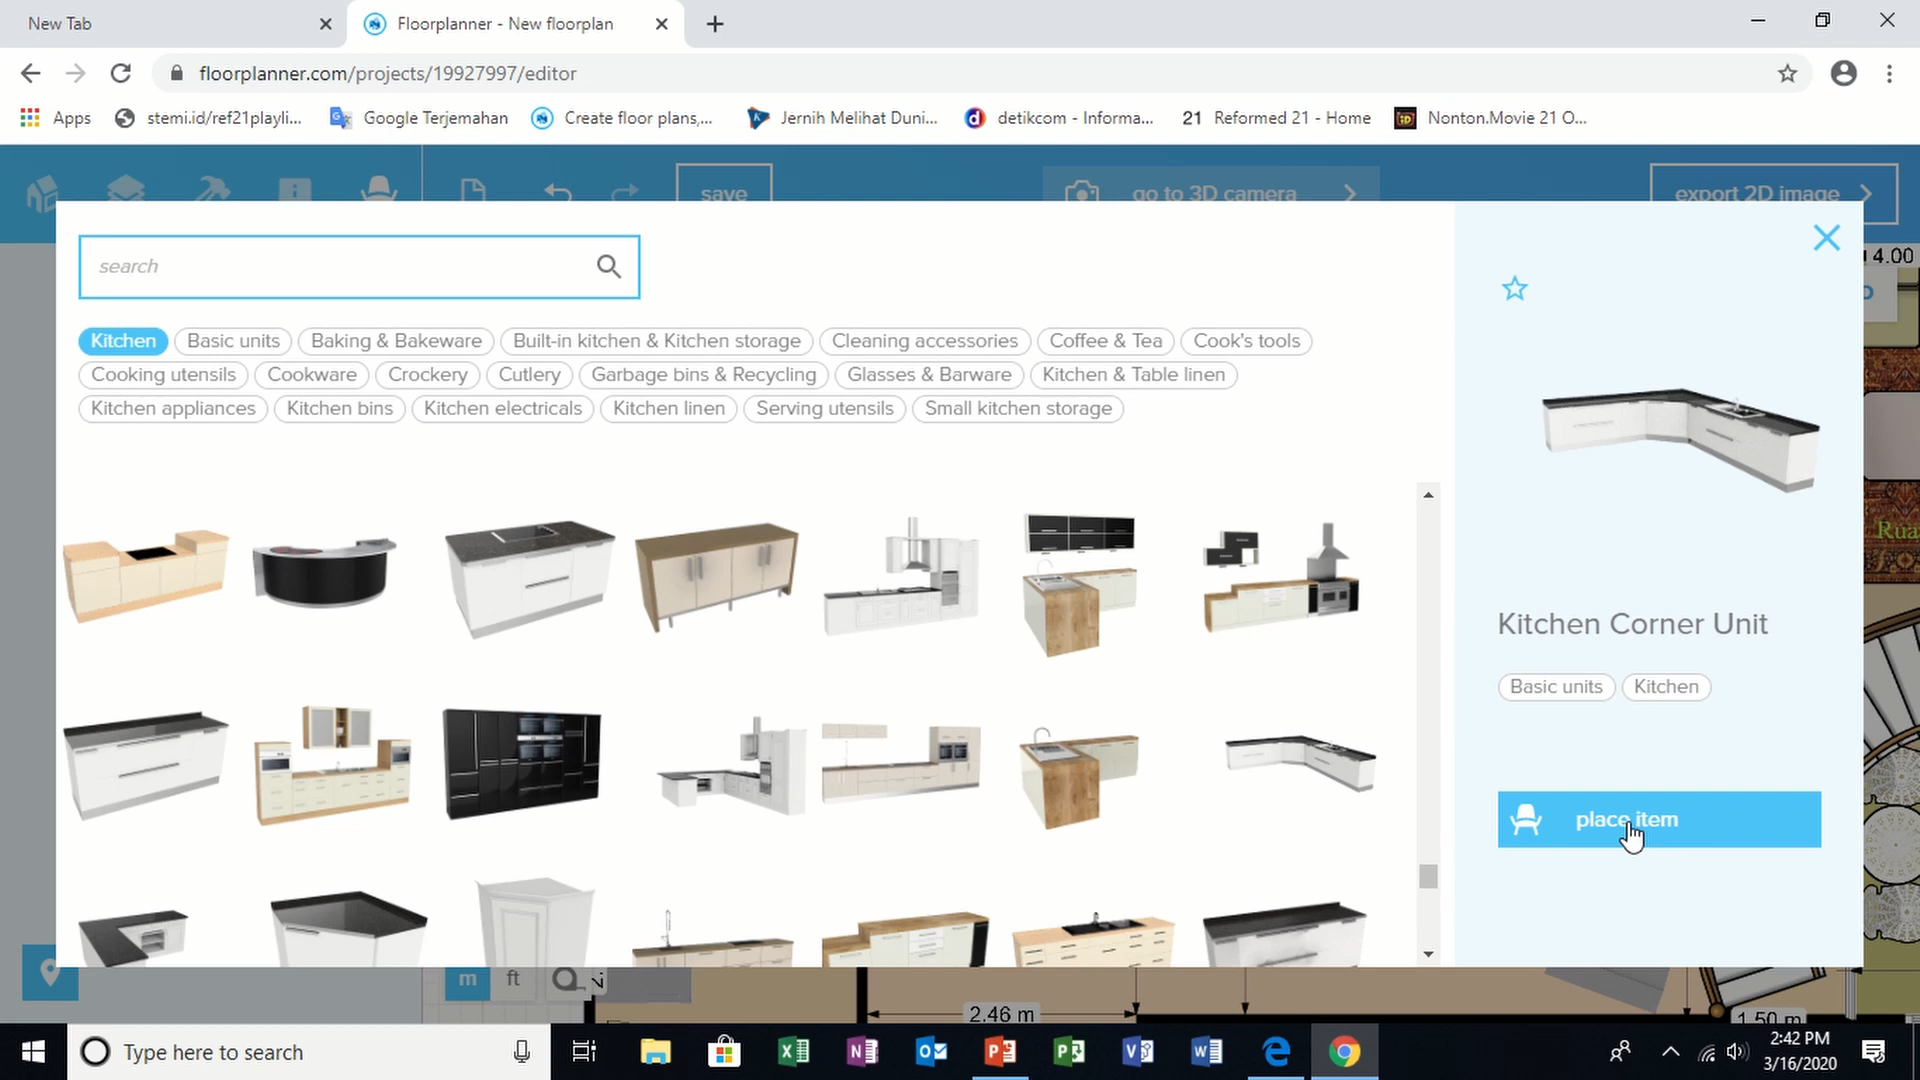 New Tab
Floorplanner - New floorplan
floorplanner.com/projects/19927997/editor
Apps
stemi.id/ref21playli...
Google Terjemahan
Create floor plans,...
Jernih Melihat Duni...
detikcom - Informa...
21 Reformed 21 - Home
Nonton.Movie 21 O...
save
go to 3D camera
export 2D image
4.00
search
Kitchen Basic units Baking & Bakeware Built-in kitchen & Kitchen storage Cleaning accessories Coffee & Tea Cook's tools
Cooking utensils Cookware Crockery Cutlery Garbage bins & Recycling Glasses & Barware Kitchen & Table linen
Kitchen appliances Kitchen bins Kitchen electricals Kitchen linen Serving utensils Small kitchen storage
Rua
Kitchen Corner Unit
Basic units Kitchen
place item
m ft
2.46 m
1.50 m
Type here to search
2:42 PM
3/16/2020